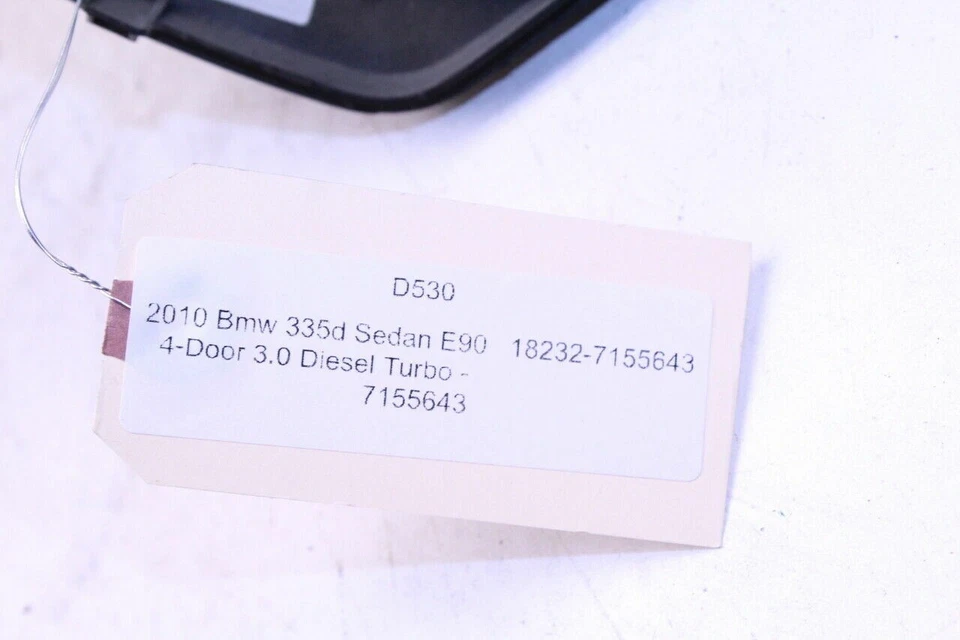 D530
2010 Bmw 335d Sedan E90 18232-7155643
4-Door 3.0 Diesel Turbo -
7155643